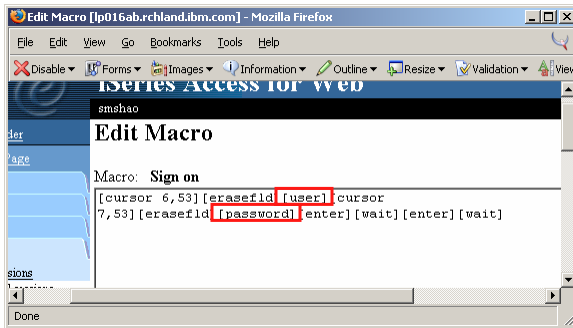 Edit Macro [lp016ab.rchland.ibm.com] - Mozilla Firefox
File Edit View Go Bookmarks Tools Help
Disable Forms Images Information Outline Resize Validation View
iSeries Access for Web
smshao
Edit Macro
Page
Macro: Sign on
[cursor 6,53][erasefld][user][cursor
7,53][erasefld][password][enter][wait][enter][wait]
Done